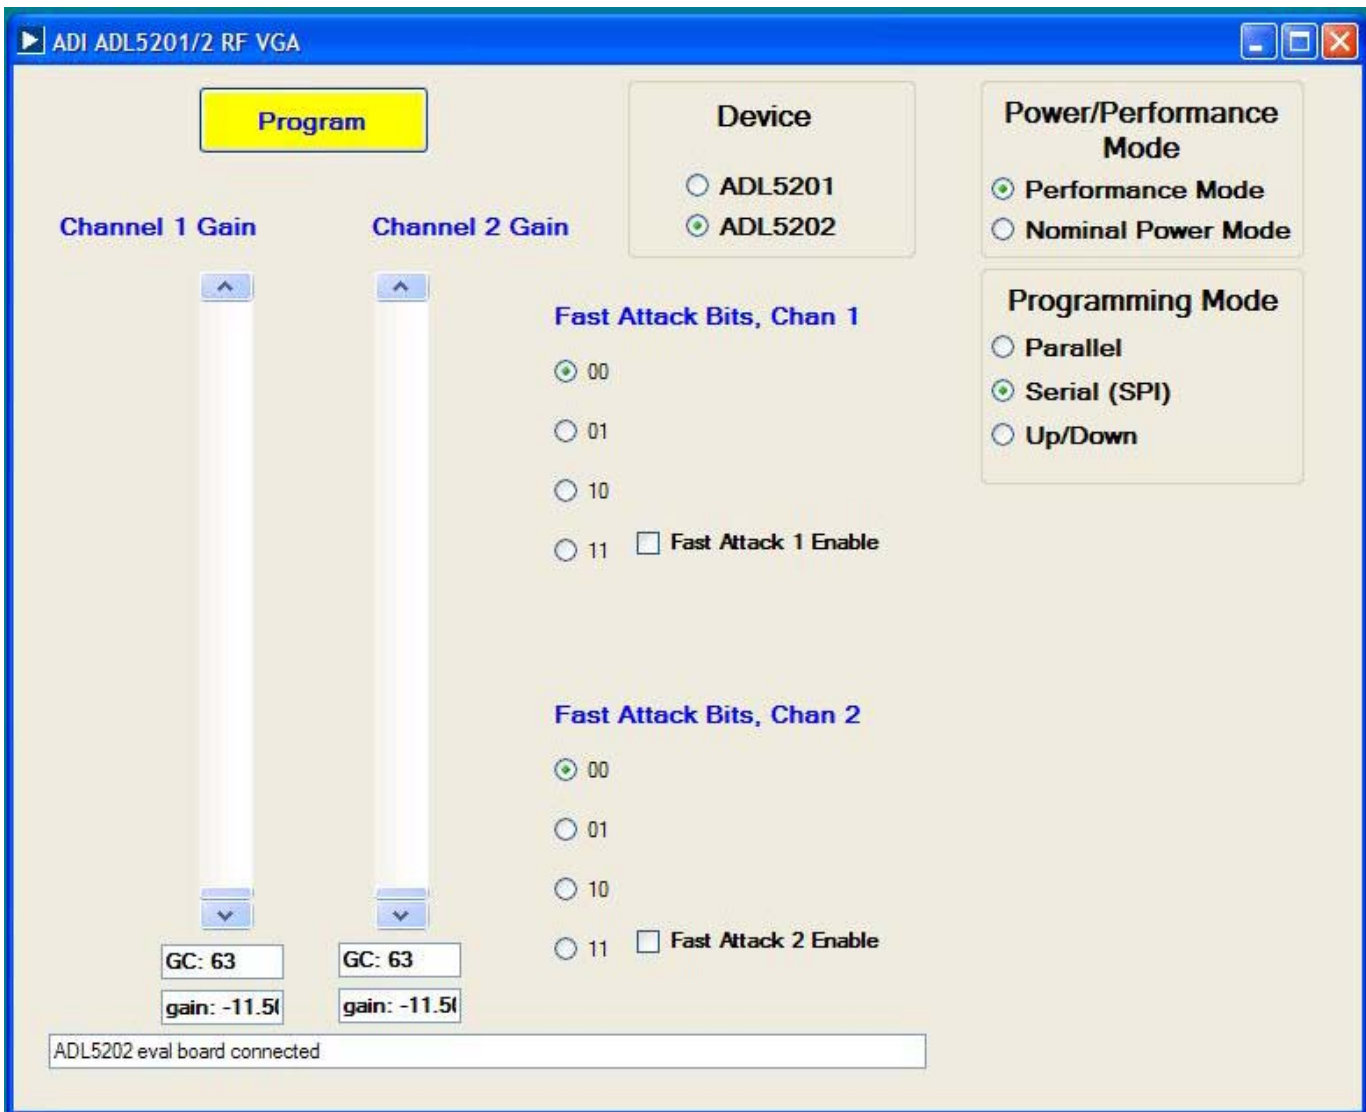 ADI ADL5201/2 RF VGA
Program
Device
ADL5201
ADL5202
Power/Performance
Mode
Performance Mode
Nominal Power Mode
Channel 1 Gain
Channel 2 Gain
Programming Mode
Parallel
Serial (SPI)
Up/Down
Fast Attack Bits, Chan 1
00
01
10
11
Fast Attack 1 Enable
Fast Attack Bits, Chan 2
00
01
10
11
Fast Attack 2 Enable
GC: 63
GC: 63
gain: -11.50
gain: -11.50
ADL5202 eval board connected